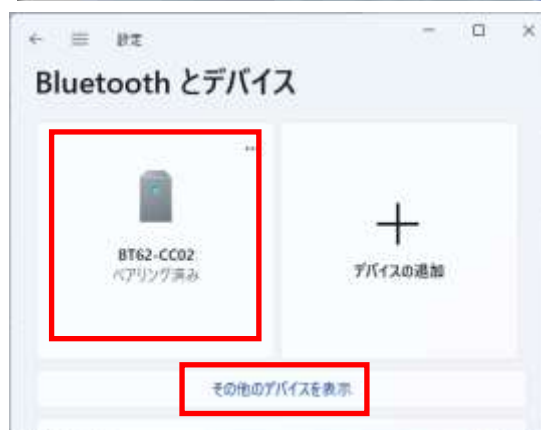 設定
Bluetooth とデバイス
BT62-CC02
ペアリング済み
デバイスの追加
その他のデバイスを表示